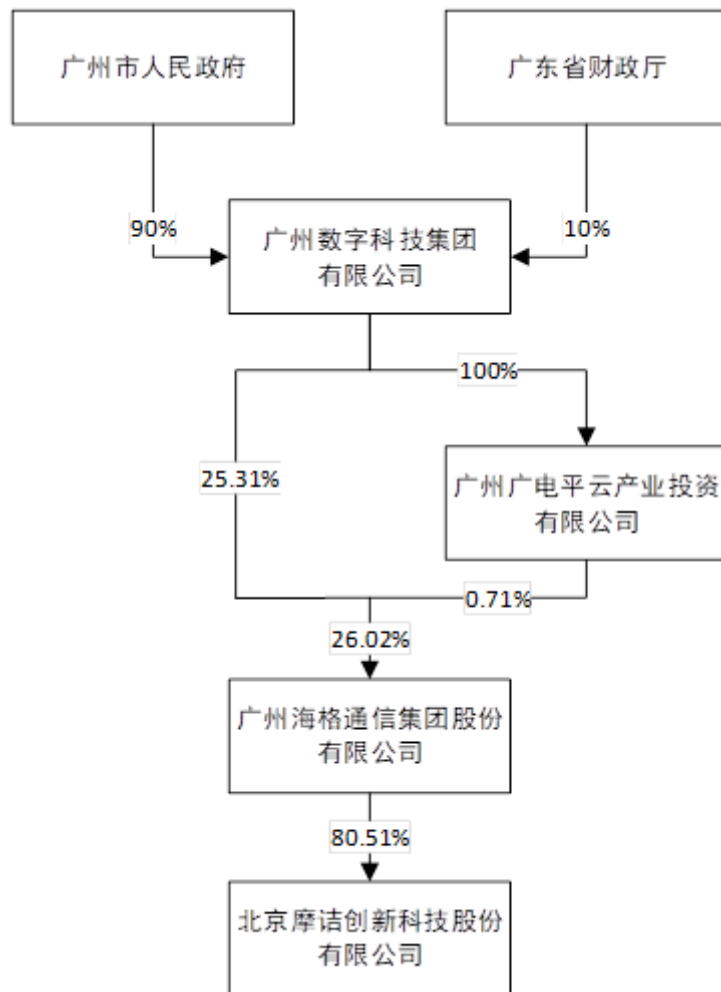 广州市人民政府
广东省财政厅
90%
10%
广州数字科技集团
有限公司
100%
25.31%
广州广电平云产业投资
有限公司
0.71%
26.02%
广州海格通信集团股份
有限公司
80.51%
北京摩诘创新科技股份
有限公司